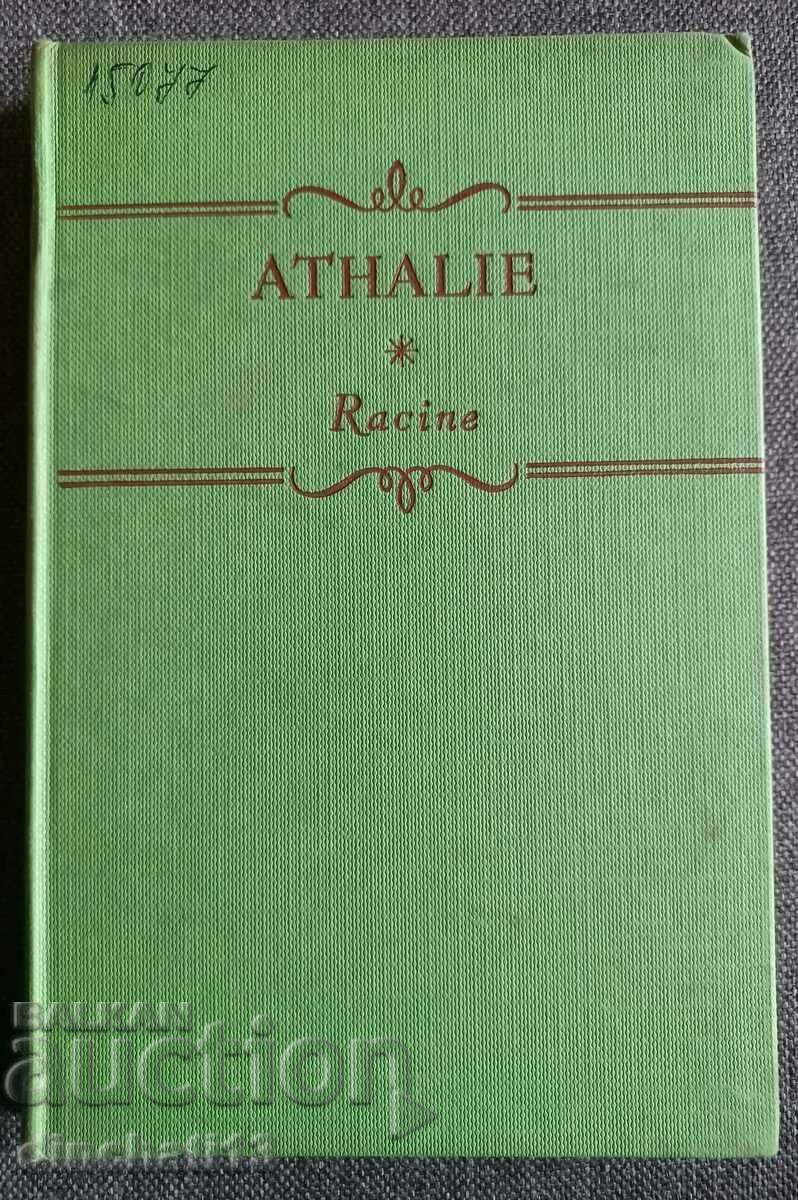 15077
ATHALIE
Racine
BALKAN
auction